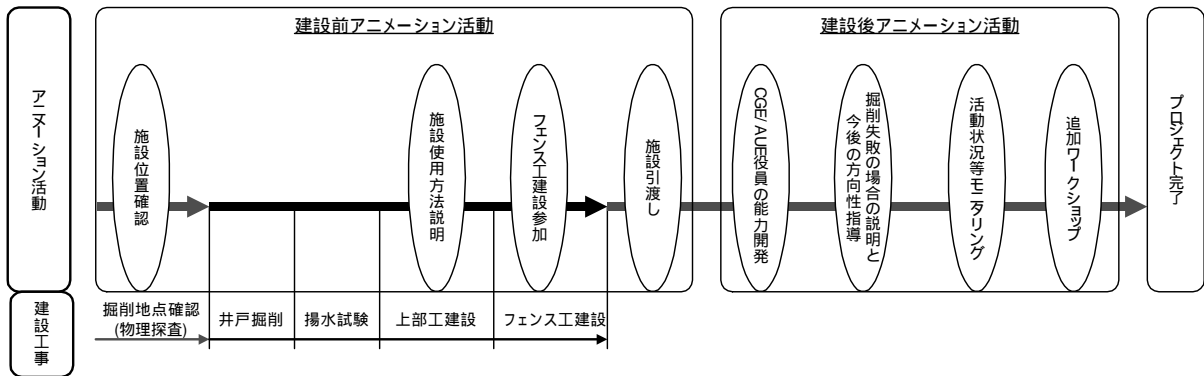 建設前アニメーション活動
建設後アニメーション活動
アニメーション活動
施設位置確認
施設使用方法説明
フェンス工建設参加
施設引渡し
CGE/AUE役員の能力開発
掘削失敗の場合の説明と
今後の方向性指導
活動状況等モニタリング
追加ワークショップ
プロジェクト完了
建設工事
掘削地点確認
(物理探査)
井戸掘削
揚水試験
上部工建設
フェンス工建設